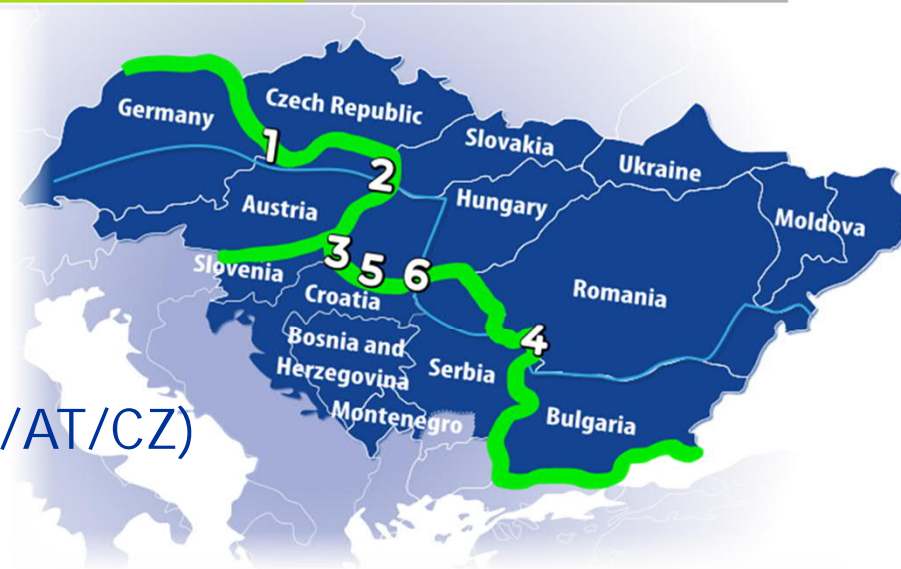 Czech Republic
Germany
Slovakia
Ukraine
1
2
Hungary
Austria
Moldova
3
Slovenia
5
6
Romania
Croatia
4
Bosnia and
Herzegovina
Serbia
/AT/CZ)
Montenegro
Bulgaria